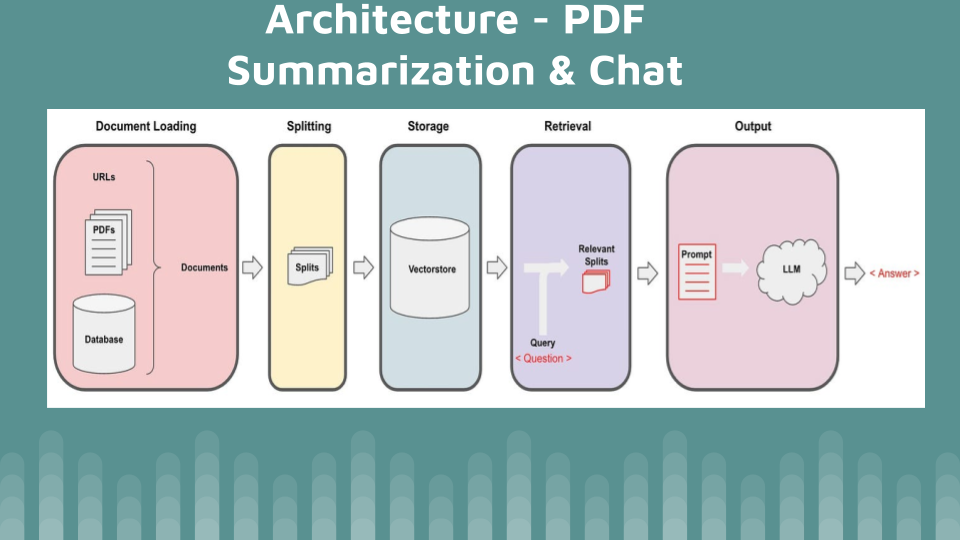 Architecture - PDF
Summarization & Chat
Document Loading
Splitting
Storage
Retrieval
Output
URLs
PDFs
Documents
Database
Splits
Vectorstore
Relevant
Splits
Query
< Question >
Prompt
LLM
< Answer >